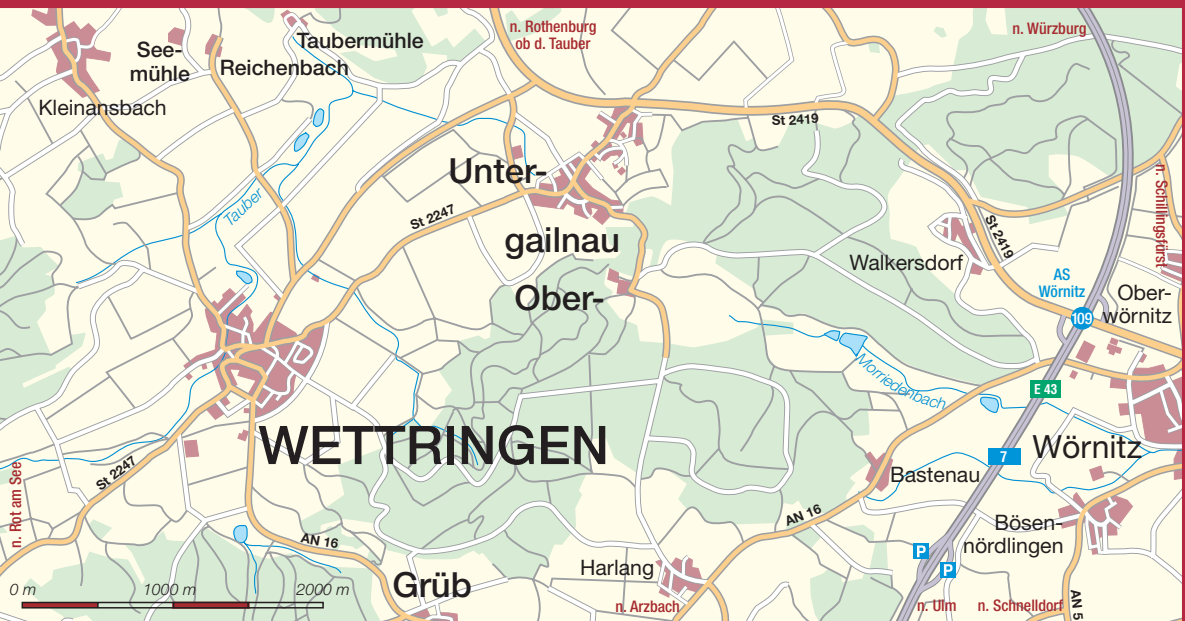 n. Rothenburg
ob d. Tauber
n. Würzburg
Taubermühle
See-
mühle
Reichenbach
Kleinansbach
St 2419
Unter-
n. Schillingsfürst
Tauber
St 2247
St 2419
gailnau
Walkersdorf
AS
Wörnitz
Ober-
Ober-
wörnitz
109
Morriedenbach
E 43
WETTRINGEN
Wörnitz
7
St 2247
n. Rot am See
Bastenau
AN 16
Bösen-
nördlingen
AN 16
P
P
Harlang
Grüb
0 m
1000 m
2000 m
n. Arzbach
n. Ulm
n. Schnelldorf
AN 5